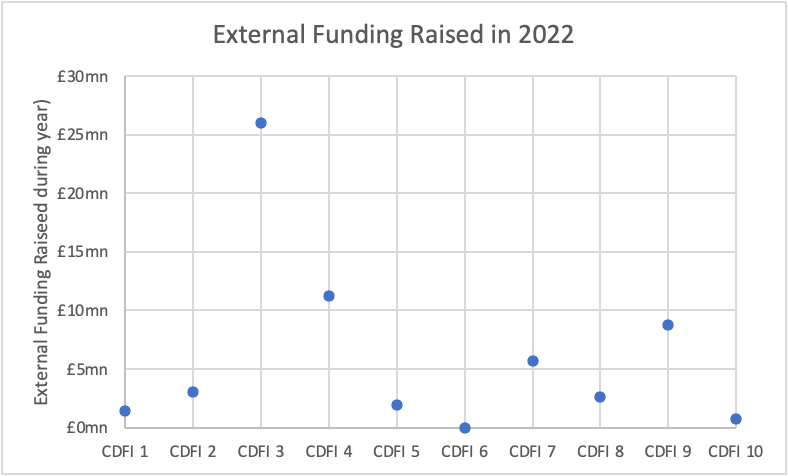 External Funding Raised in 2022
External Funding Raiseed during year)
£30mn
£25mn
£20mn
£15mn
£10mn
£5mn
£0mn
CDFI 1 CDFI 2 CDFI 3 CDFI 4 CDFI 5 CDFI 6 CDFI 7 CDFI 8 CDFI 9 CDFI 10